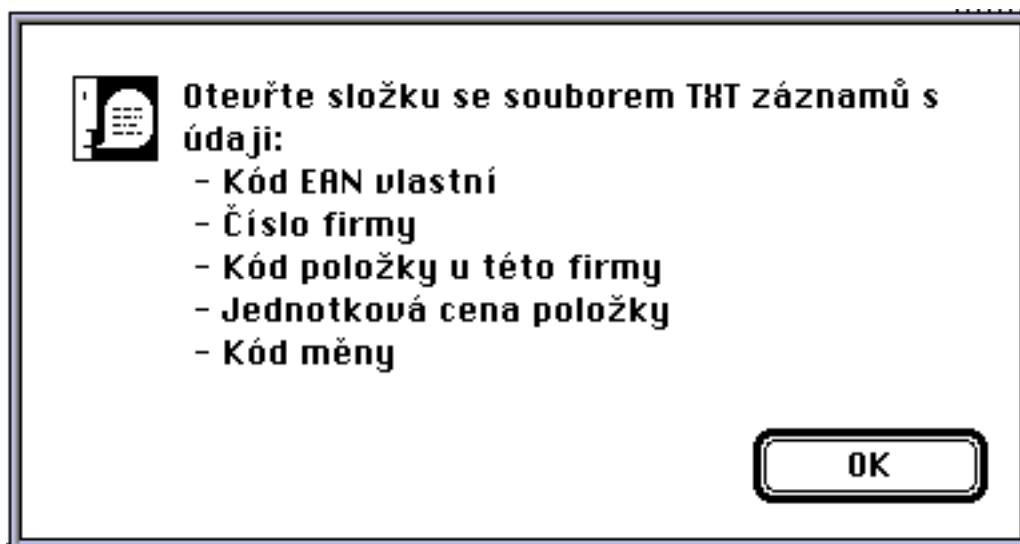 Otevřte složku se souborem TXT záznamů s
údaji:
- Kód EAN vlastní
- Číslo firmy
- Kód položky u této firmy
- Jednotková cena položky
- Kód měny
OK